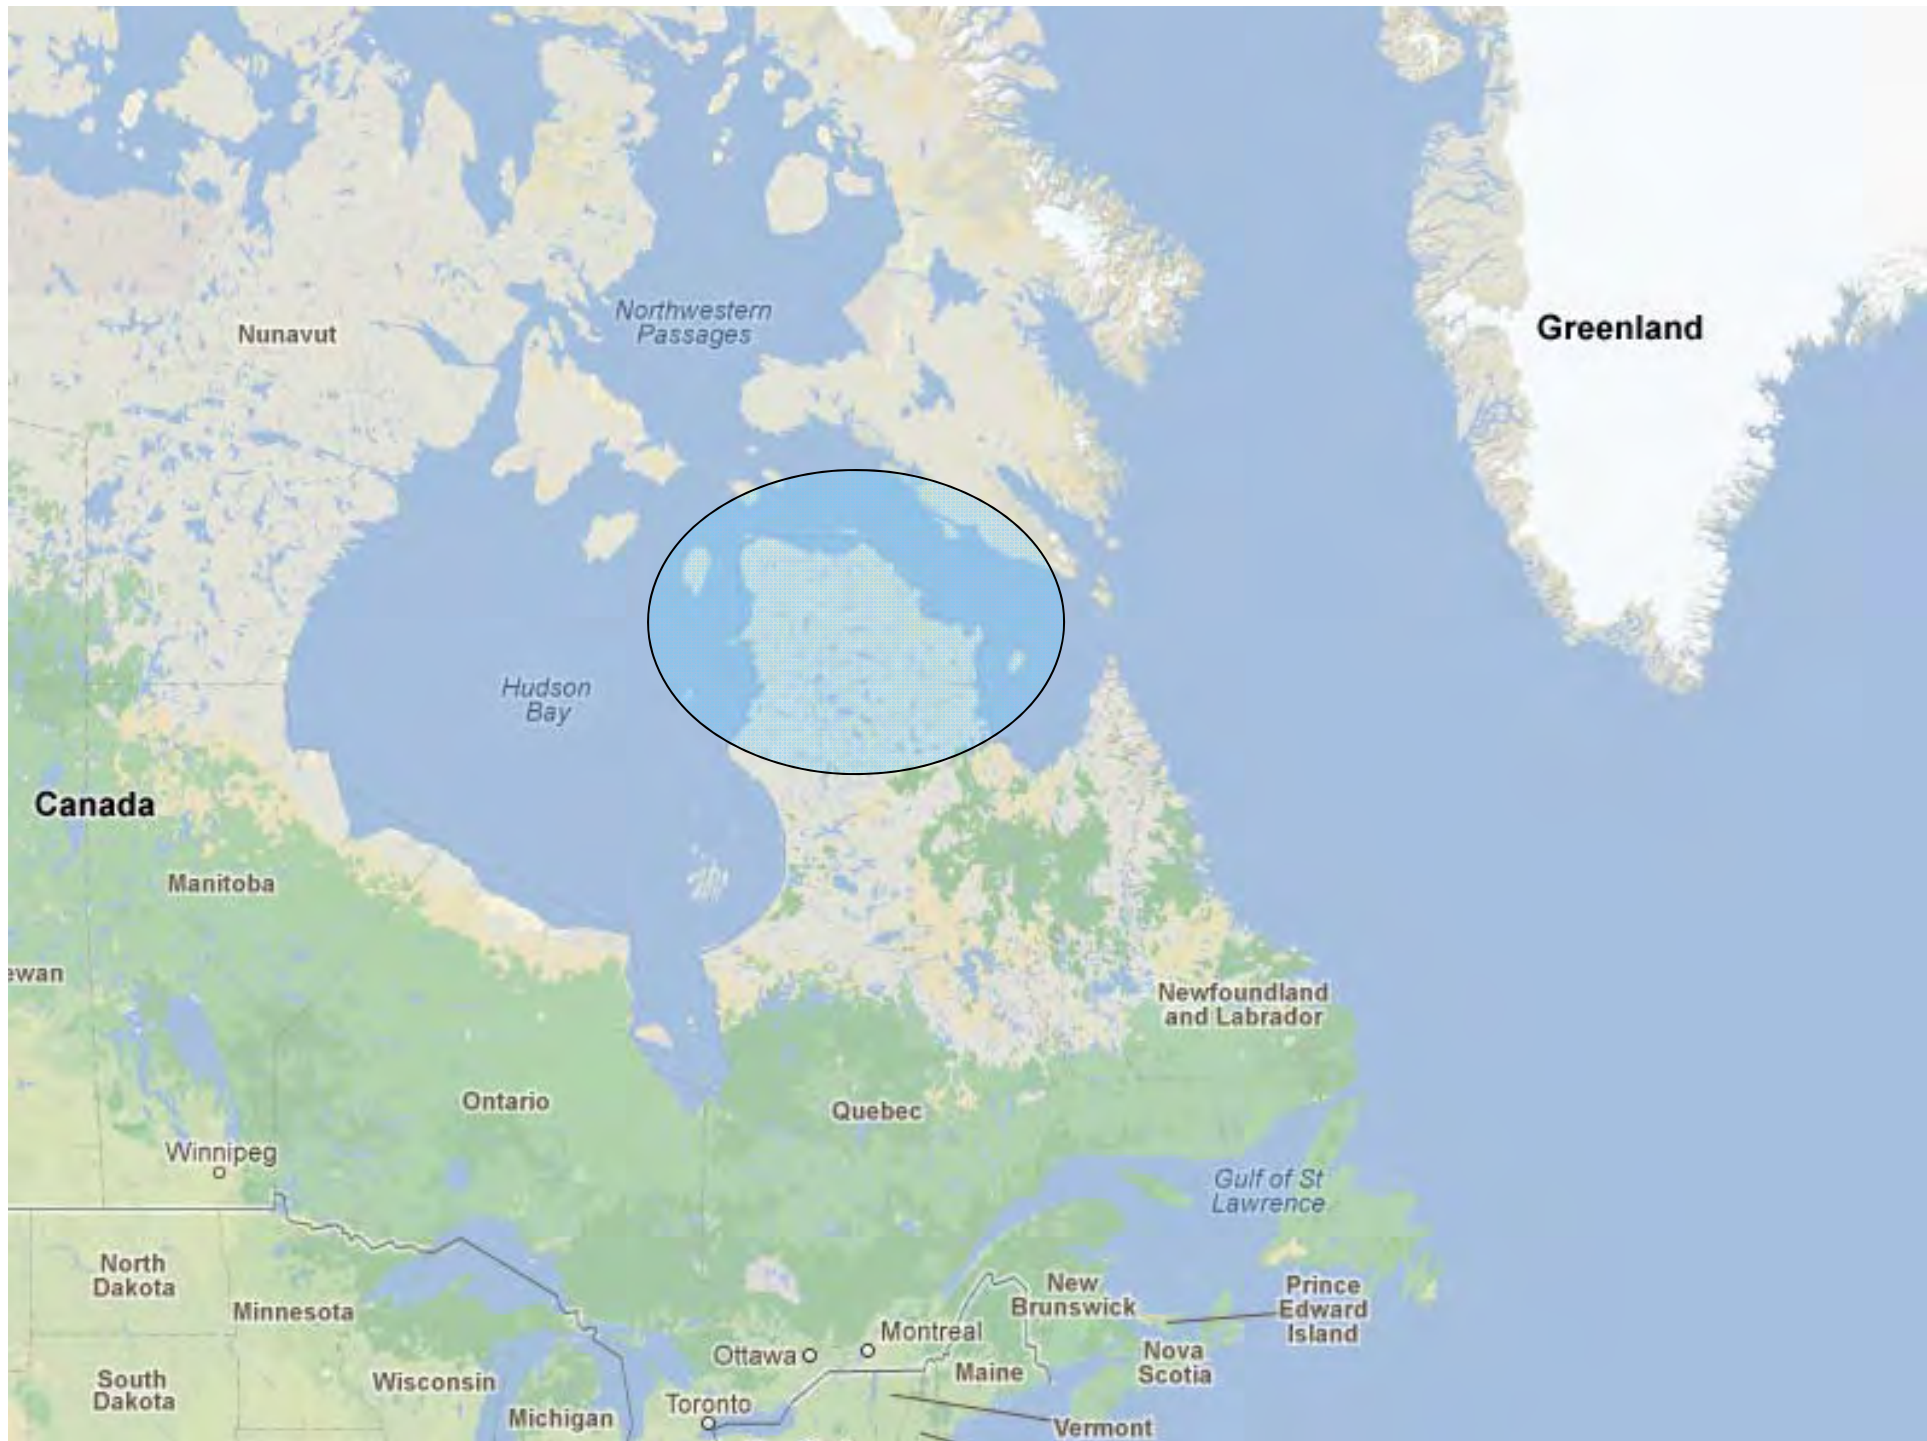 Northwestern
Passages
Nunavut
Greenland
Hudson
Bay
Canada
Manitoba
ewan
Newfoundland
and Labrador
Ontario
Quebec
Winnipeg
Gulf of St
Lawrence
North
Dakota
Minnesota
New
Brunswick
Prince
Edward
Island
Montreal
Ottawa
Nova
Scotia
Maine
South
Dakota
Wisconsin
Toronto
Michigan
Vermont